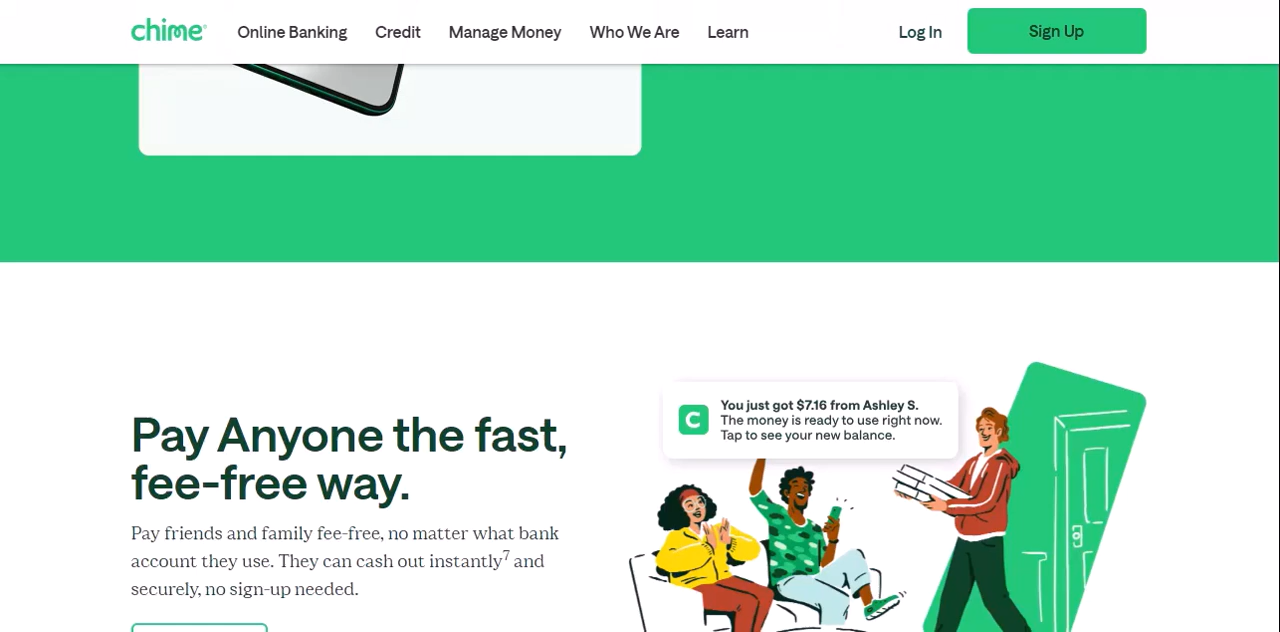 chime
Online Banking
Credit
Manage Money
Who We Are
Learn
Log In
Sign Up
You just got $7.16 from Ashley S.
The money is ready to use right now.
Tap to see your new balance.
Pay Anyone the fast,
fee-free way.
Pay friends and family fee-free, no matter what bank
account they use. They can cash out instantly7 and
securely, no sign-up needed.